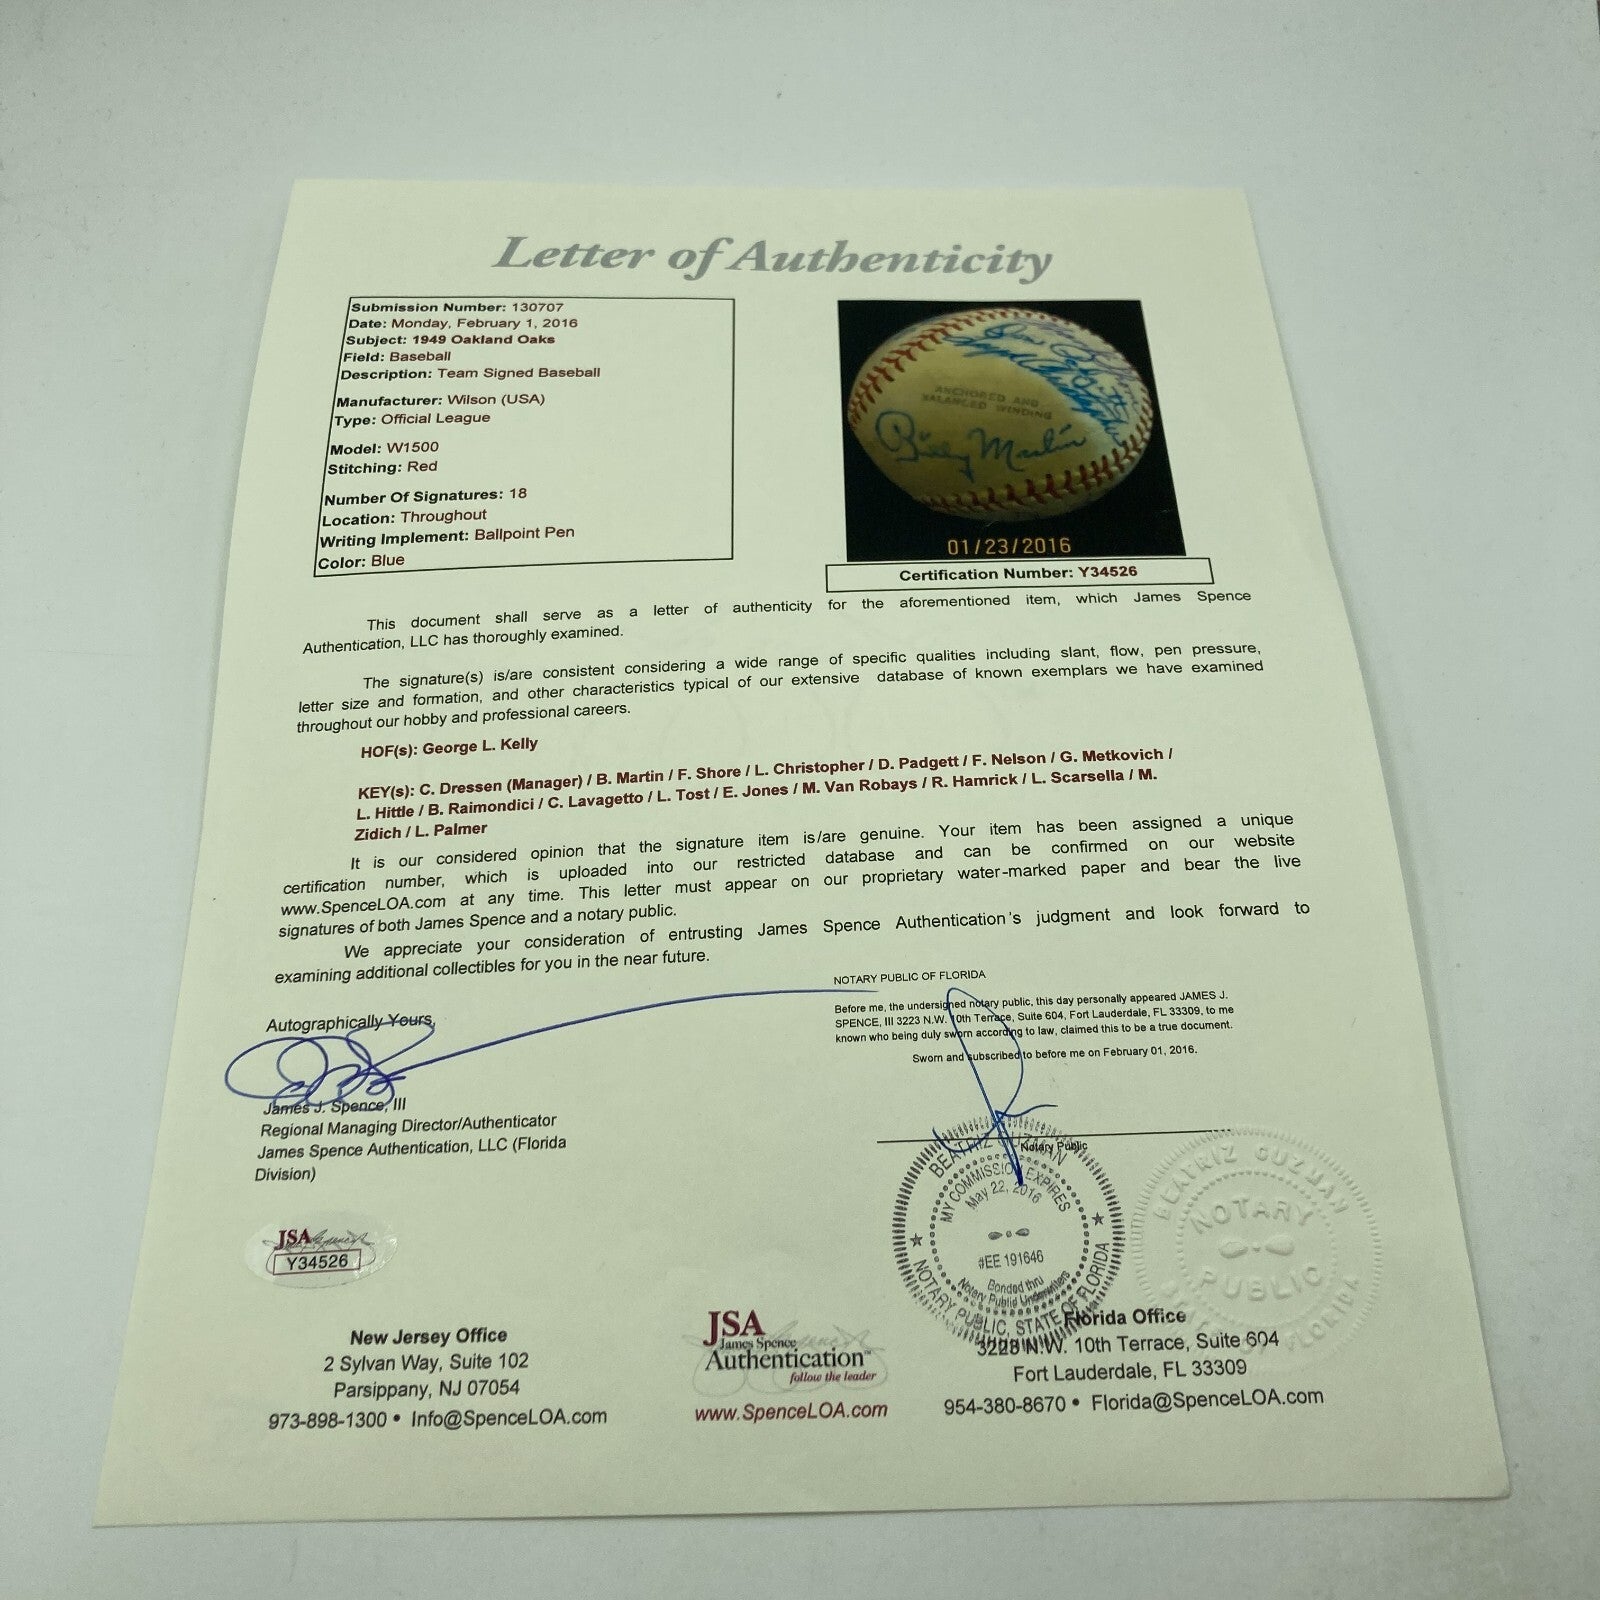 Letter of Authenticity
Submission Number: 130707
Date: Monday, February 1, 2016
Subject: 1949 Oakland Oaks
Field: Baseball
Description: Team Signed Baseball
Manufacturer: Wilson (USA)
Type: Official League
Model: W1500
Stitching: Red
Number Of Signatures: 18
Location: Throughout
Writing Implement: Ballpoint Pen
Color: Blue
ANCHORED AND
BALANCED WINDING
Billy Martin
01/23/2016
Certification Number: Y34526
This document shall serve as a letter of authenticity for the aforementioned item, which James Spence
Authentication, LLC has thoroughly examined.
The signature(s) is/are consistent considering a wide range of specific qualities including slant, flow, pen pressure,
letter size and formation, and other characteristics typical of our extensive database of known exemplars we have examined
throughout our hobby and professional careers.
HOF(s): George L. Kelly
KEY(s): C. Dressen (Manager) / B. Martin / F. Shore / L. Christopher / D. Padgett / F. Nelson / G. Metkovich /
L. Hittle / B. Raimondici / C. Lavagetto / L. Tost / E. Jones / M. Van Robays / R. Hamrick / L. Scarsella / M.
Zidich / L. Palmer
It is our considered opinion that the signature item is/are genuine. Your item has been assigned a unique
certification number, which is uploaded into our restricted database and can be confirmed on our website
www.SpenceLOA.com at any time. This letter must appear on our proprietary water-marked paper and bear the live
signatures of both James Spence and a notary public.
We appreciate your consideration of entrusting James Spence Authentication's judgment and look forward to
examining additional collectibles for you in the near future.
NOTARY PUBLIC OF FLORIDA
Before me, the undersigned notary public, this day personally appeared JAMES J.
SPENCE, III 3223 N.W. 10th Terrace, Suite 604, Fort Lauderdale, FL 33309, to me
known who being duly sworn according to law, claimed this to be a true document.
Sworn and subscribed to before me on February 01, 2016.
Autographically Yours,
James J. Spence, III
Regional Managing Director/Authenticator
James Spence Authentication, LLC (Florida
Division)
Notary Public
BEATRIZ GUZMAN
MY COMMISSION EXPIRES
May 22, 2016
#EE 191646
Bonded thru
Notary Public Underwriters
NOTARY PUBLIC, STATE OF FLORIDA
BEATRIZ GUZMAN
NOTARY
PUBLIC
FLORIDA
JSA
Y34526
New Jersey Office
2 Sylvan Way, Suite 102
Parsippany, NJ 07054
973-898-1300 • Info@SpenceLOA.com
JSA
James Spence
Authentication™
follow the leader
www.SpenceLOA.com
Florida Office
3223 N.W. 10th Terrace, Suite 604
Fort Lauderdale, FL 33309
954-380-8670 • Florida@SpenceLOA.com